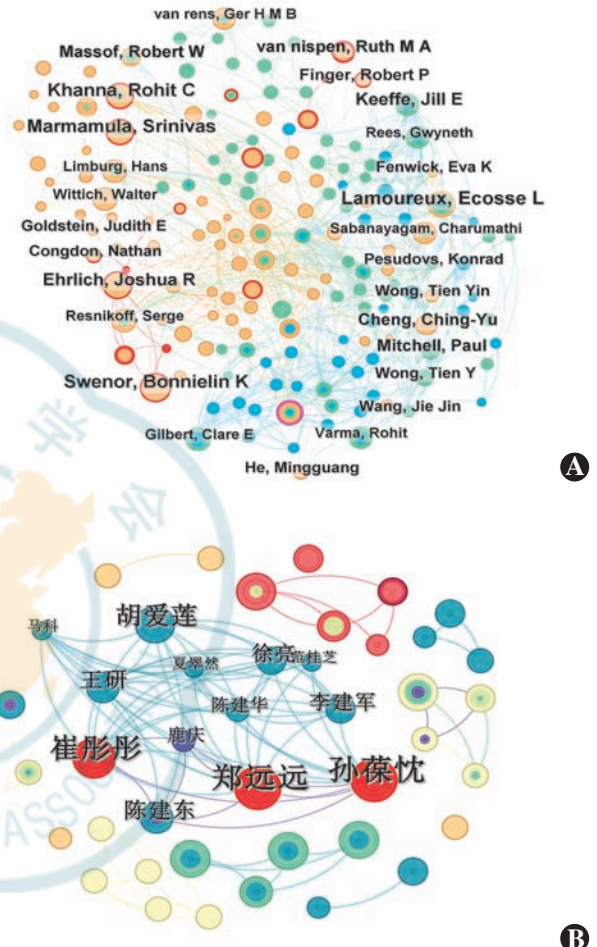 van rens, Ger H M B
Massof, Robert W
van nispen, Ruth M A
Finger, Robert P
Khanna, Rohit C
Keeffe, Jill E
Marmamula, Srinivas
Rees, Gwyneth
Limburg, Hans
Fenwick, Eva K
Wittich, Walter
Lamoureux, Ecosse L
Goldstein, Judith E
Sabanayagam, Charumathi
Congdon, Nathan
Pesudovs, Konrad
Ehrlich, Joshua R
Wong, Tien Yin
Resnikoff, Serge
Cheng, Ching-Yu
Mitchell, Paul
Swenor, Bonnielin K
Wong, Tien Y
Wang, Jie Jin
Gilbert, Clare E
Varma, Rohit
He, Mingguang
A
学会
胡爱莲
马科
徐亮
范桂芝
夏翠然
王研
陈建华
李建军
鹿庆
崔彤彤
郑远远
孙葆忱
陈建东
ASSOC
B